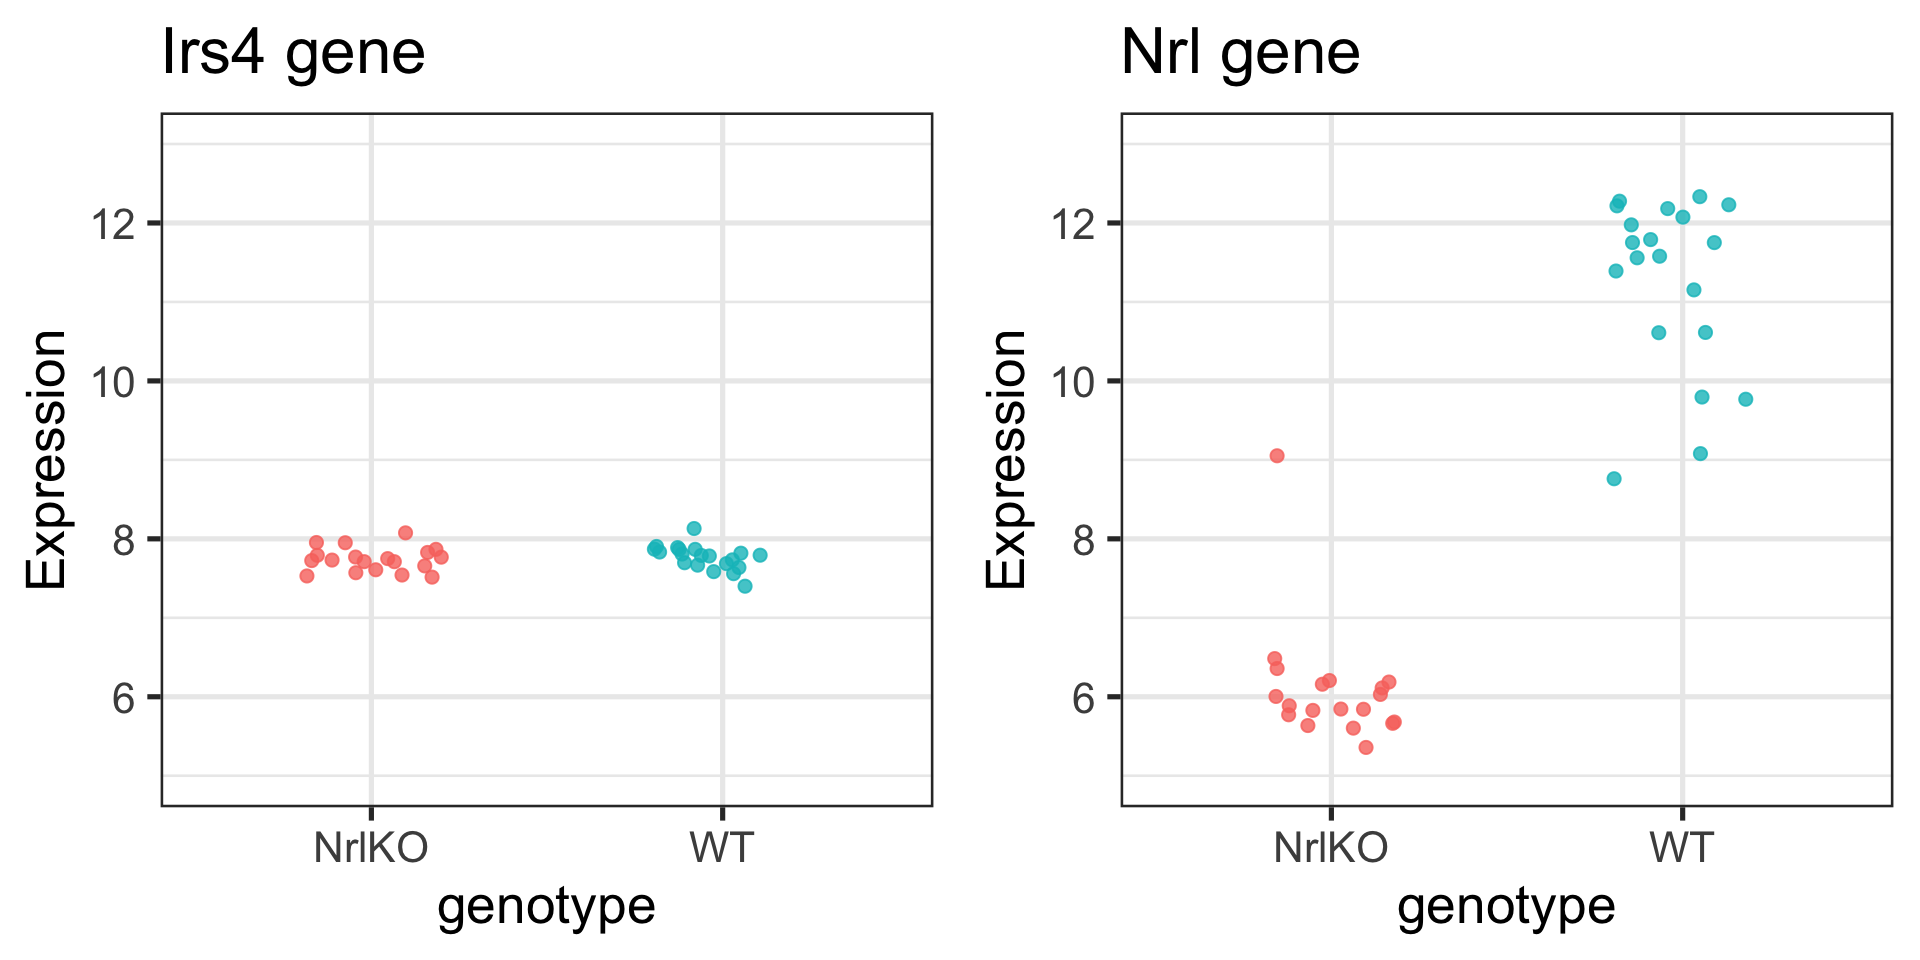 Irs4 gene
Expression
12
10
8
6
NrlKO
WT
genotype
Nrl gene
Expression
12
10
8
6
NrlKO
WT
genotype